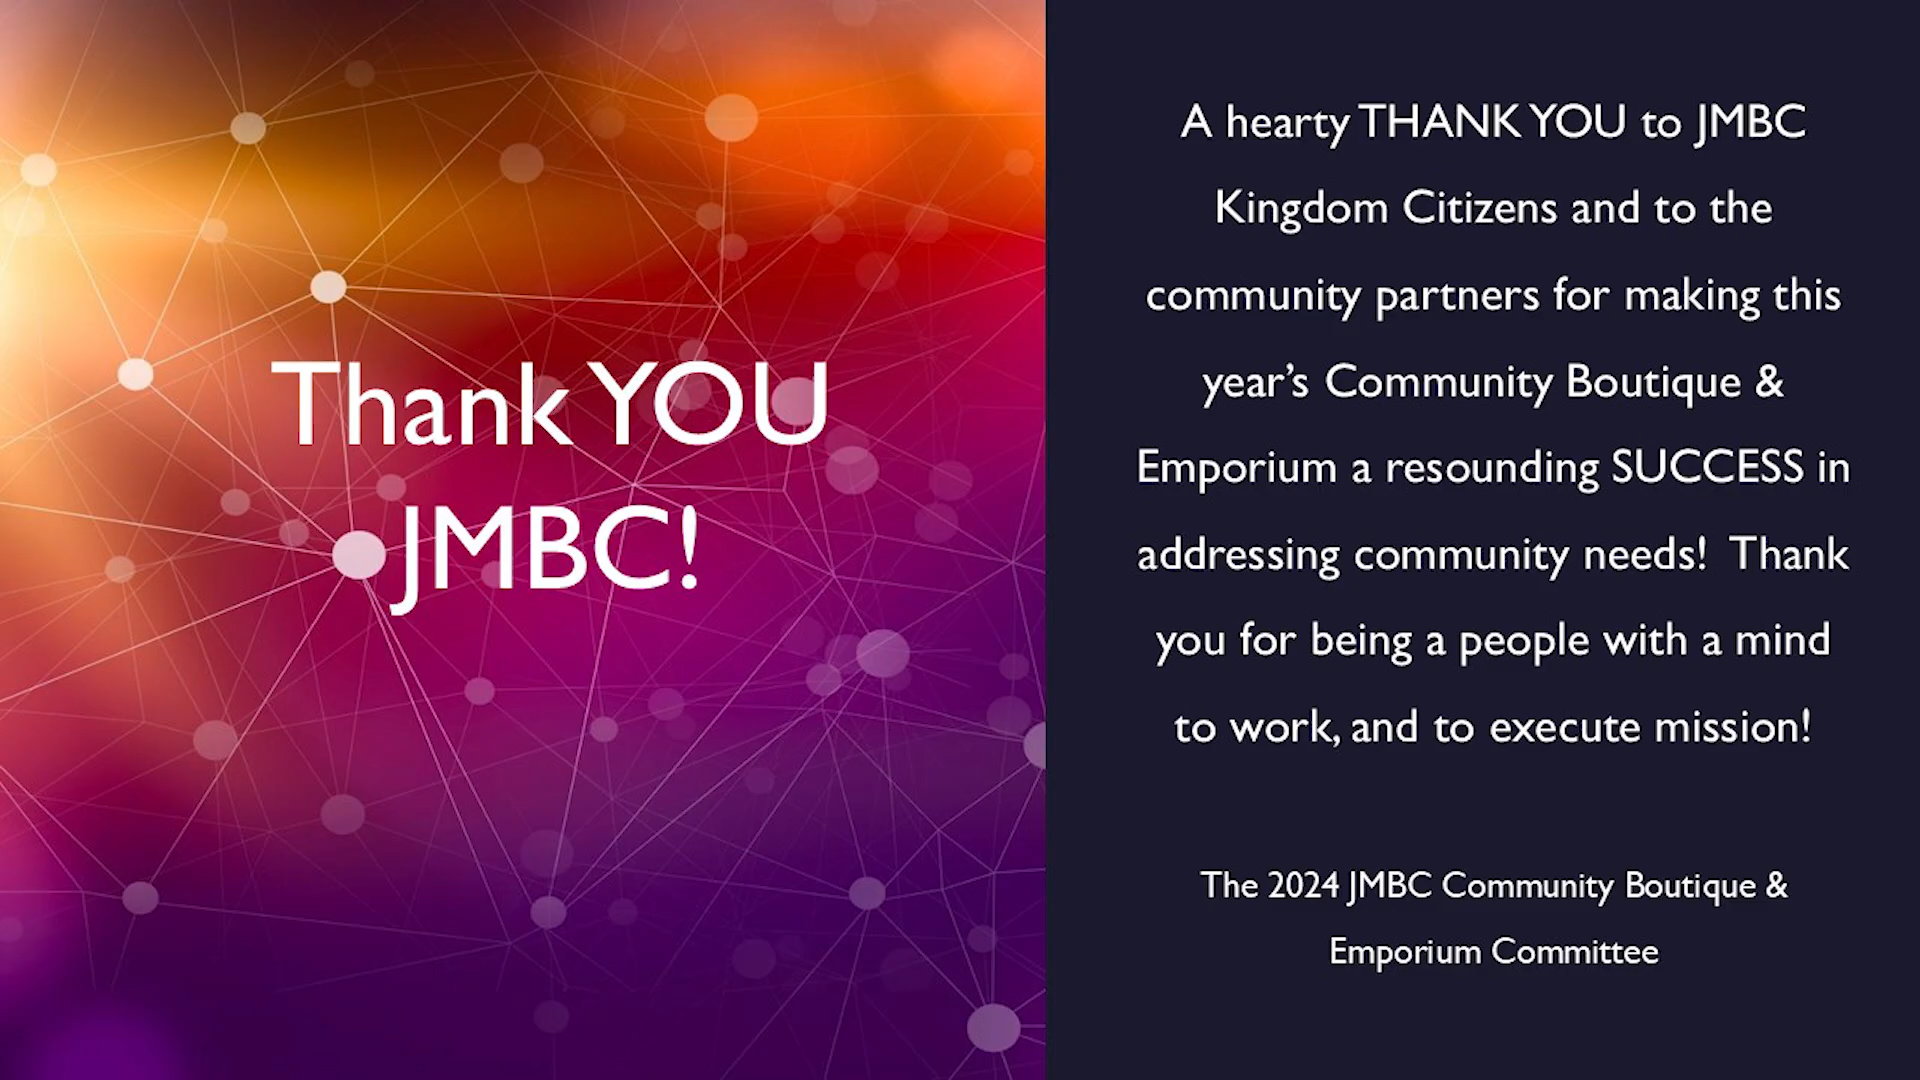 Thank YOU
JMBC!
A hearty THANK YOU to JMBC
Kingdom Citizens and to the
community partners for making this
year’s Community Boutique &
Emporium a resounding SUCCESS in
addressing community needs!  Thank
you for being a people with a mind
to work, and to execute mission!
The 2024 JMBC Community Boutique &
Emporium Committee